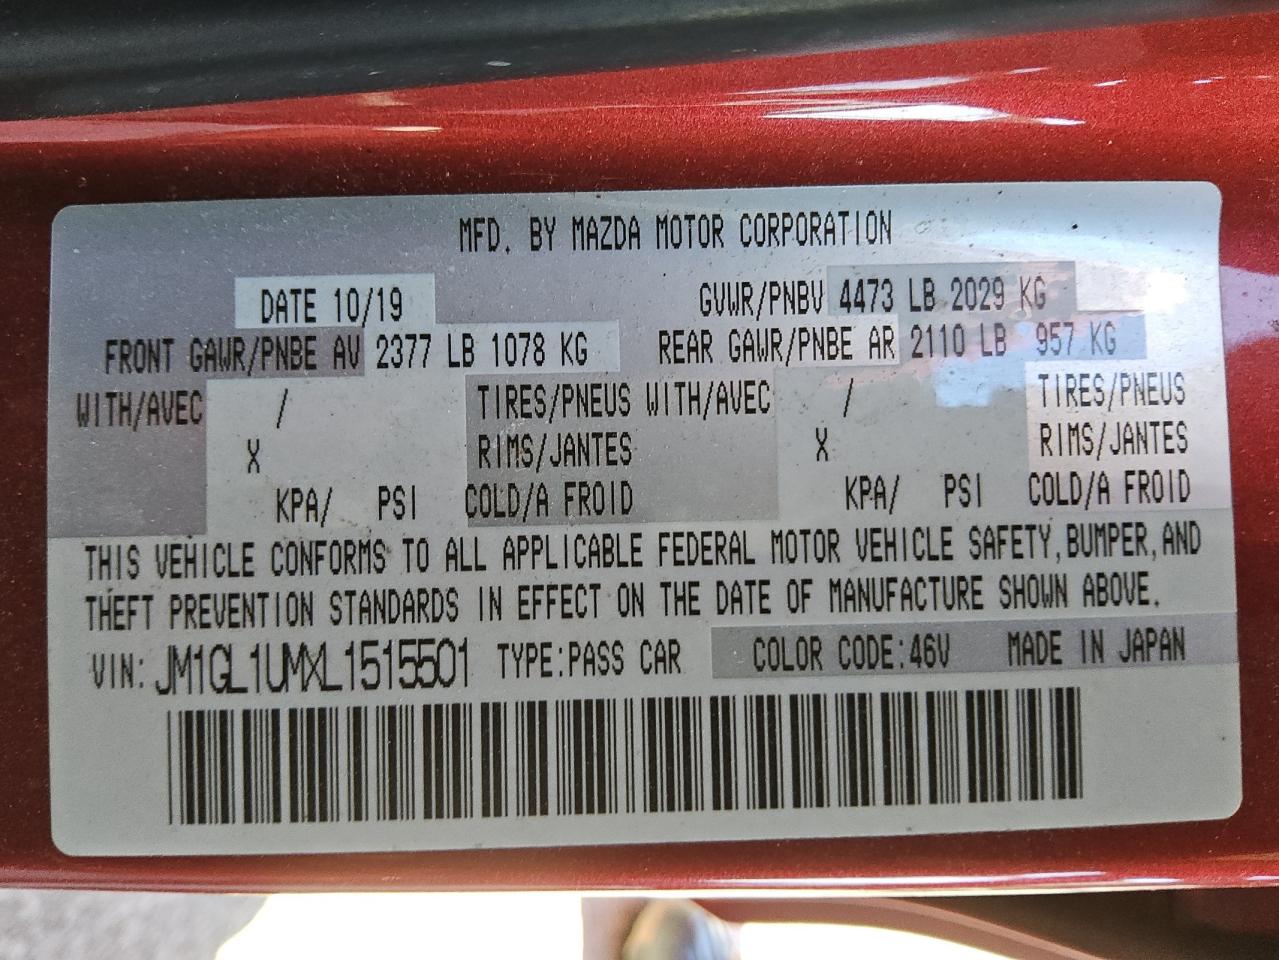 MFD. BY MAZDA MOTOR CORPORATION
DATE 10/19 GVWR/PNBV 4473 LB 2029 KG
FRONT GAWR/PNBE AV 2377 LB 1078 KG REAR GAWR/PNBE AR 2110 LB 957 KG
WITH/AVEC / TIRES/PNEUS WITH/AVEC / TIRES/PNEUS
X RIMS/JANTES X RIMS/JANTES
KPA/ PSI COLD/A FROID KPA/ PSI COLD/A FROID
THIS VEHICLE CONFORMS TO ALL APPLICABLE FEDERAL MOTOR VEHICLE SAFETY, BUMPER, AND
THEFT PREVENTION STANDARDS IN EFFECT ON THE DATE OF MANUFACTURE SHOWN ABOVE.
VIN: JM1GL1UMXL1515501 TYPE:PASS CAR COLOR CODE:46V MADE IN JAPAN